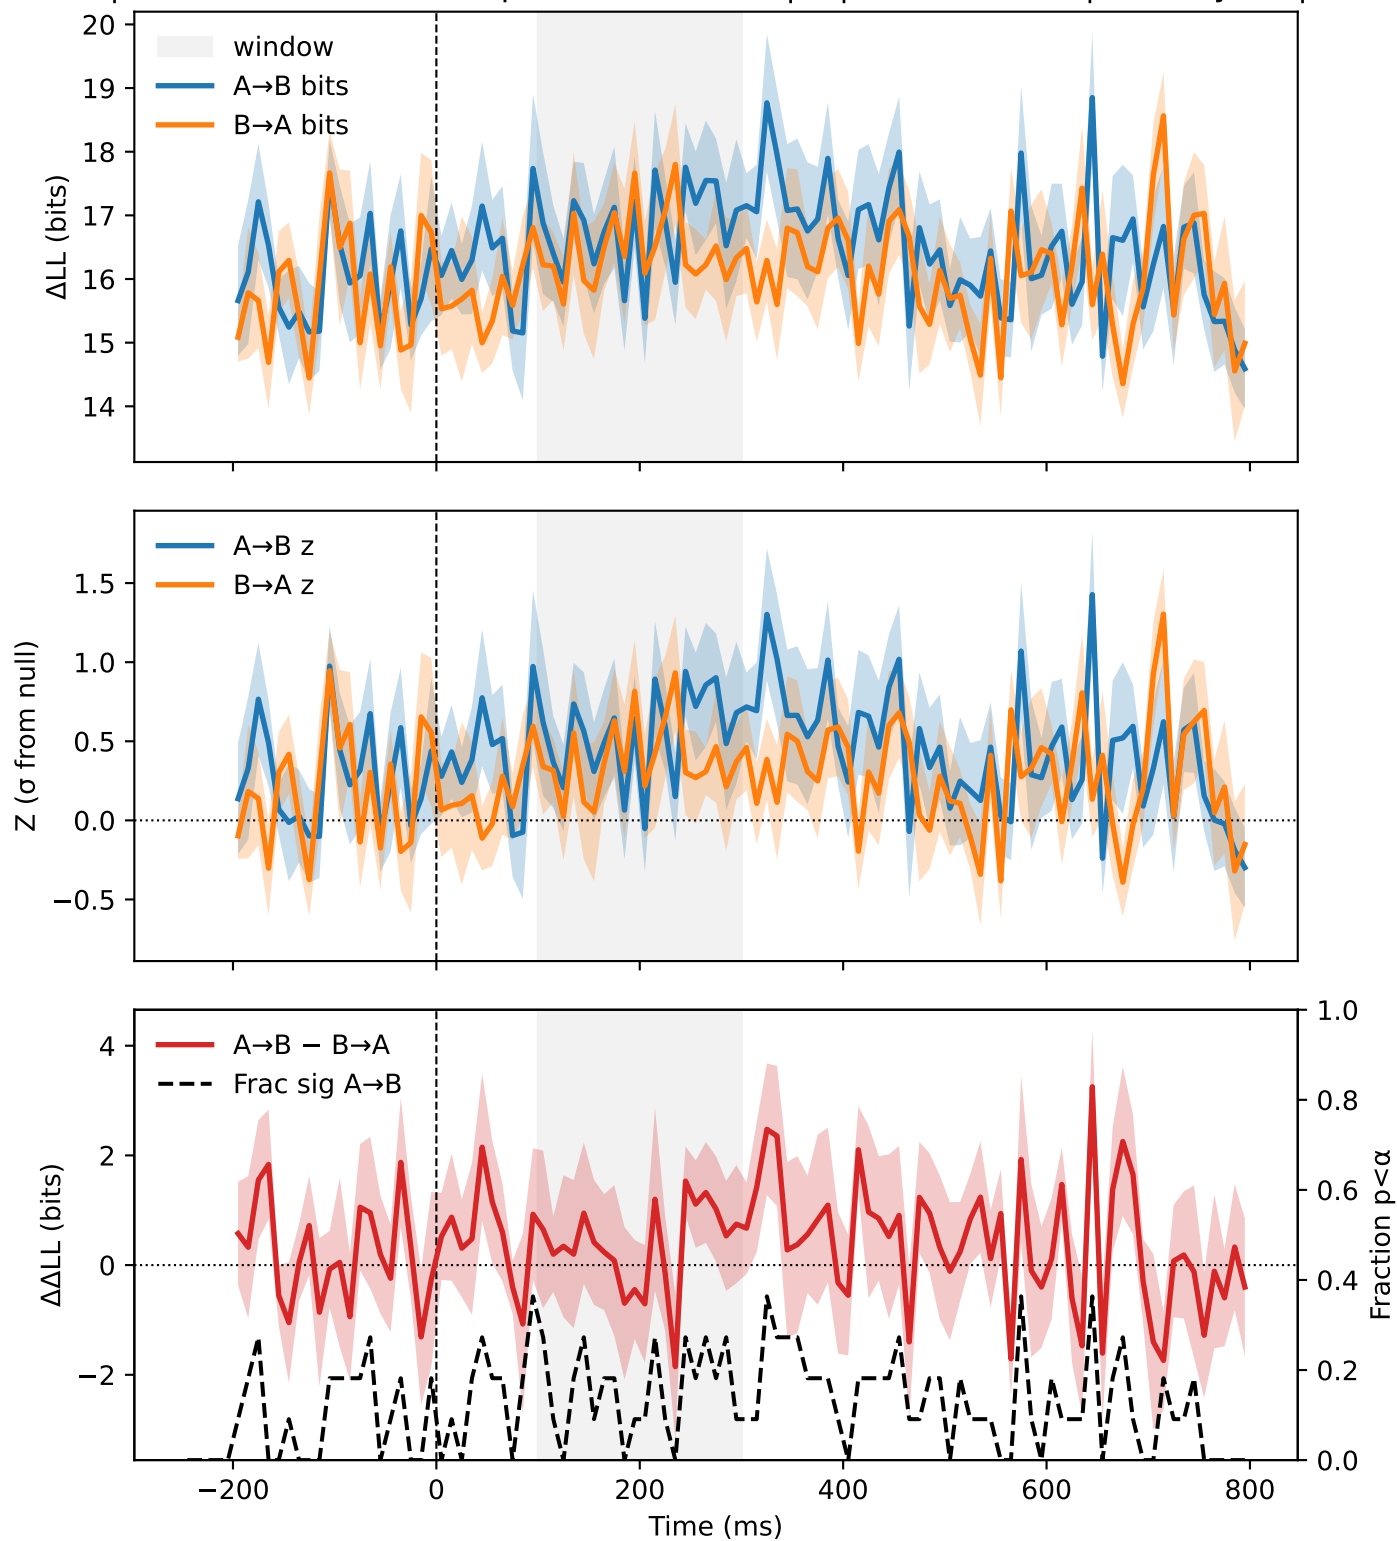 20
19
18
17
16
15
14
ΔLL (bits)
window
A→B bits
B→A bits
1.5
1.0
0.5
0.0
−0.5
Z (σ from null)
A→B z
B→A z
4
2
0
−2
ΔΔLL (bits)
A→B − B→A
Frac sig A→B
1.0
0.8
0.6
0.4
0.2
0.0
Fraction p<α
−200
0
200
400
600
800
Time (ms)